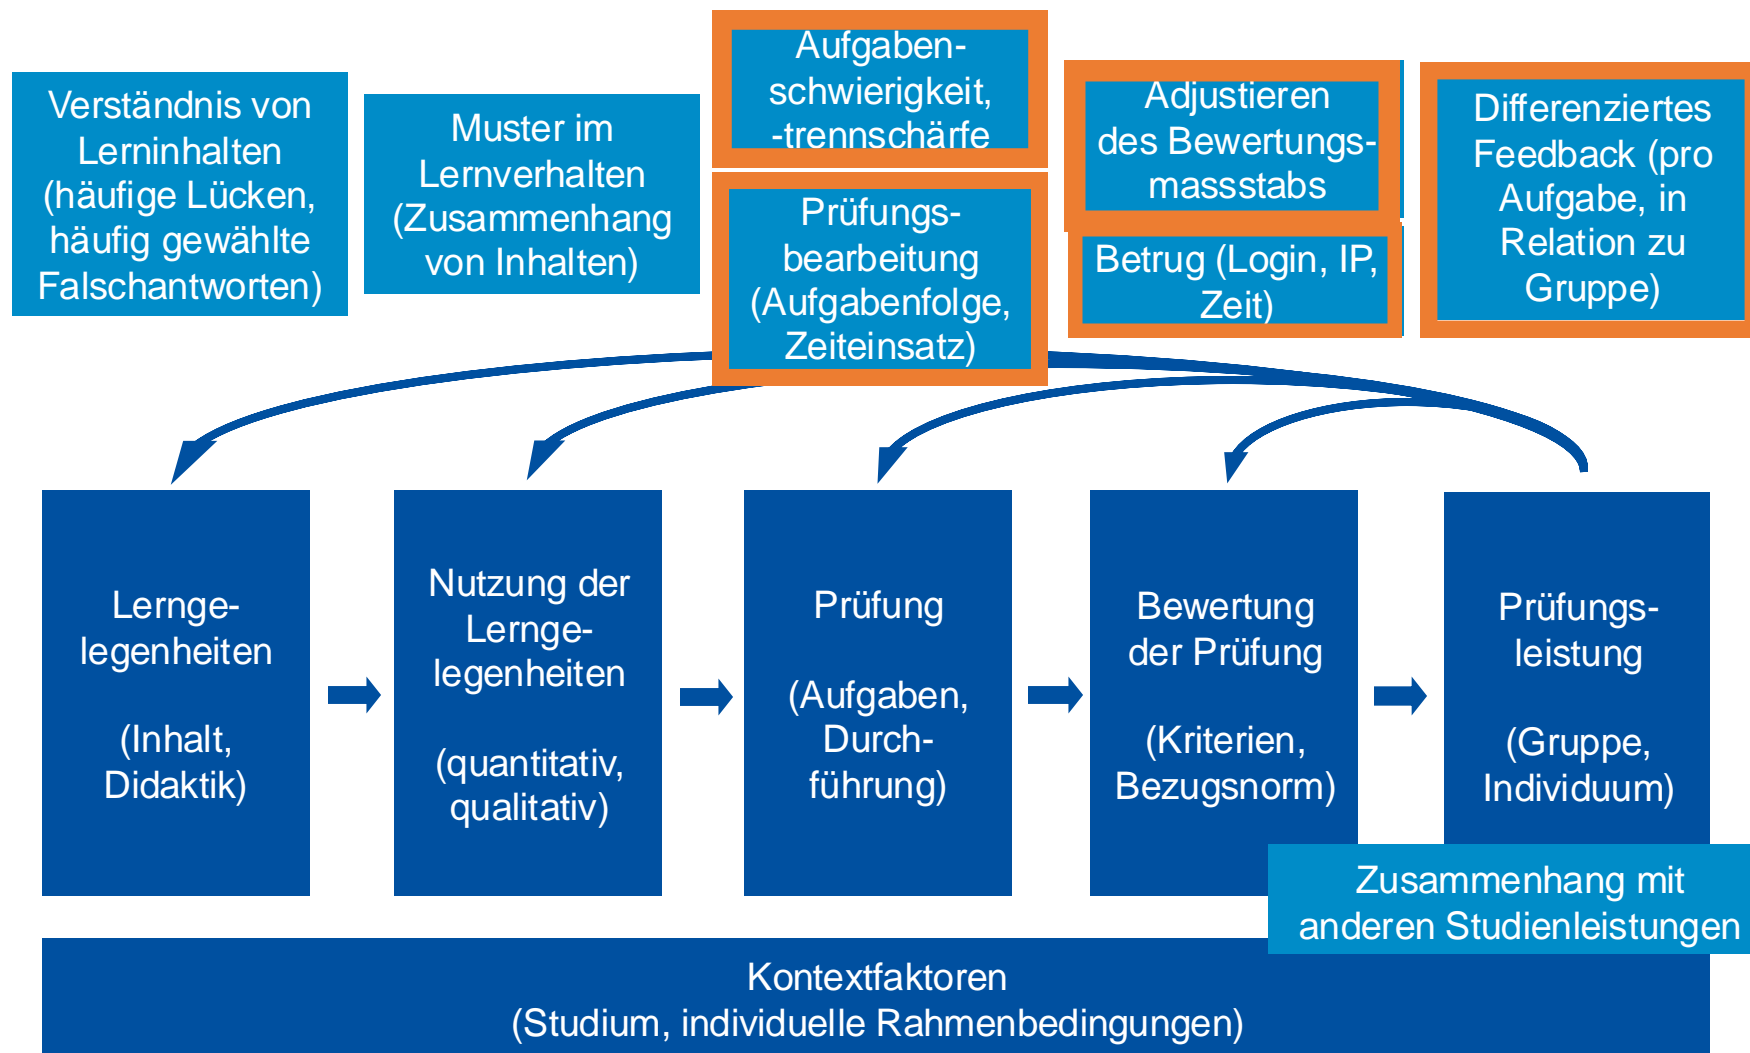 Verständnis von
Lerninhalten
(häufige Lücken,
häufig gewählte
Falschantworten)
Muster im
Lernverhalten
(Zusammenhang
von Inhalten)
Aufgaben-
schwierigkeit,
-trennschärfe
Prüfungs-
bearbeitung
(Aufgabenfolge,
Zeiteinsatz)
Adjustieren
des Bewertungs-
massstabs
Betrug (Login, IP,
Zeit)
Differenziertes
Feedback (pro
Aufgabe, in
Relation zu
Gruppe)
Lernge-
legenheiten
(Inhalt,
Didaktik)
Nutzung der
Lernge-
legenheiten
(quantitativ,
qualitativ)
Prüfung
(Aufgaben,
Durch-
führung)
Bewertung
der Prüfung
(Kriterien,
Bezugsnorm)
Prüfungs-
leistung
(Gruppe,
Individuum)
Zusammenhang mit
anderen Studienleistungen
Kontextfaktoren
(Studium, individuelle Rahmenbedingungen)